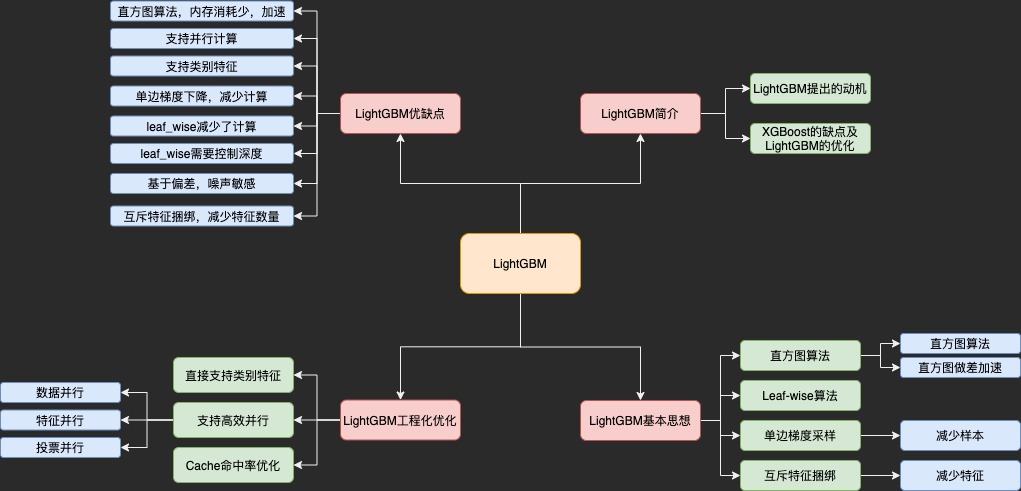 直方图算法，内存消耗少，加速
支持并行计算
支持类别特征
单边梯度下降，减少计算
leaf_wise减少了计算
leaf_wise需要控制深度
基于偏差，噪声敏感
互斥特征捆绑，减少特征数量
LightGBM优缺点
LightGBM简介
LightGBM提出的动机
XGBoost的缺点及
LightGBM的优化
LightGBM
直接支持类别特征
支持高效并行
Cache命中率优化
数据并行
特征并行
投票并行
LightGBM工程化优化
LightGBM基本思想
直方图算法
Leaf-wise算法
单边梯度采样
互斥特征捆绑
直方图算法
直方图做差加速
减少样本
减少特征